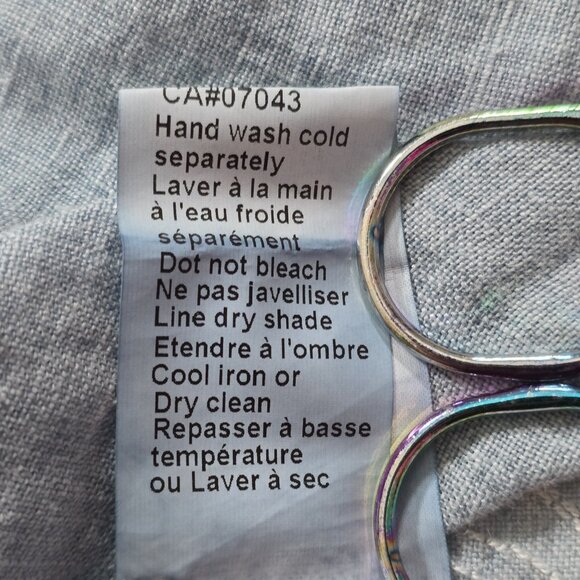 CA#07043
Hand wash cold
separately
Laver à la main
à l'eau froide
séparément
Dot not bleach
Ne pas javelliser
Line dry shade
Etendre à l'ombre
Cool iron or
Dry clean
Repasser à basse
température
ou Laver à sec